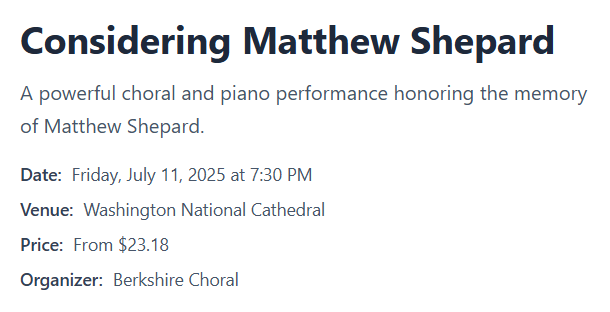 Considering Matthew Shepard
A powerful choral and piano performance honoring the memory
of Matthew Shepard.
Date: Friday, July 11, 2025 at 7:30 PM
Venue: Washington National Cathedral
Price: From $23.18
Organizer: Berkshire Choral